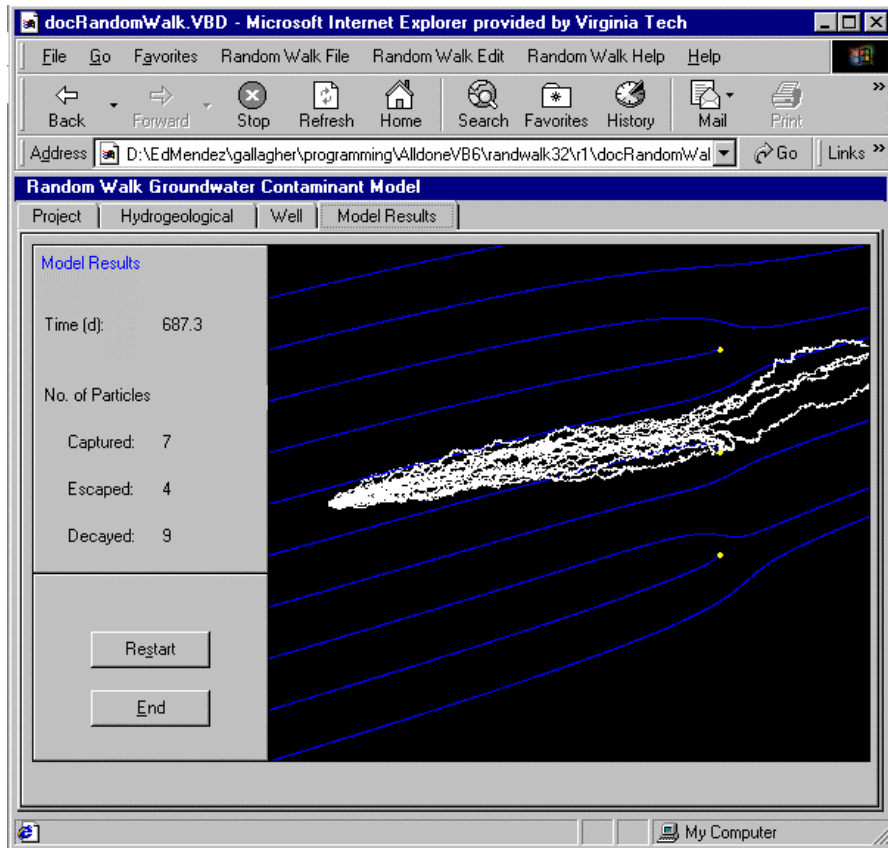 docRandomWalk.VBD - Microsoft Internet Explorer provided by Virginia Tech
File Go Favorites Random Walk File Random Walk Edit Random Walk Help Help
Back Forward Stop Refresh Home Search Favorites History Mail Print »
Address D:\EdMendez\gallagher\programming\AlldoneVB6\randwalk32\r1\docRandomWal Go Links »
Random Walk Groundwater Contaminant Model
Project Hydrogeological Well Model Results
Model Results
Time (d): 687.3
No. of Particles
Captured: 7
Escaped: 4
Decayed: 9
Restart
End
My Computer